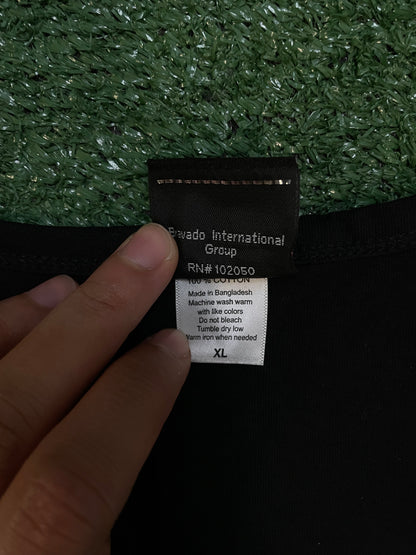 Bravado International
Group
RN# 102050
100 % COTTON
Made in Bangladesh
Machine wash warm
with like colors
Do not bleach
Tumble dry low
Warm iron when needed
XL